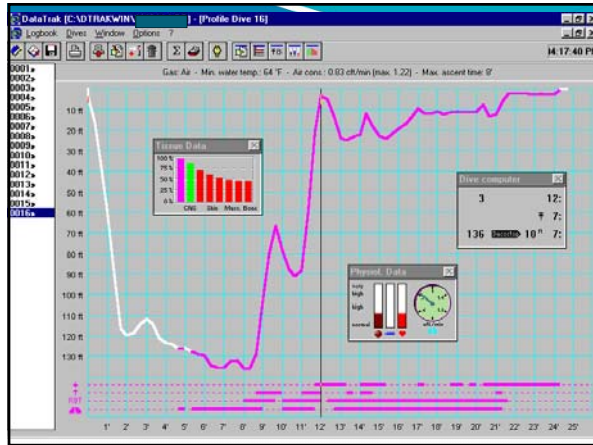 DataTrak [C:\DTRAKWIN\ ] - [Profile Dive 16]
Logbook Dives Window Options ?
04:17:40 PM
Gas: Air - Min. water temp.: 64 °F - Air cons.: 0.83 cft/min (max. 1.22) - Max. ascent time: 8'
0001
0002
0003
0004
0005
0006
0007
0008
0009
0010
0011
0012
0013
0014
0015
0016
10 ft
20 ft
30 ft
40 ft
50 ft
60 ft
70 ft
80 ft
90 ft
100 ft
110 ft
120 ft
130 ft
Tissue Data
100%
75%
50%
25%
0%
CNS Skin Musc. Bone
Dive computer
3 12:
7:
136 10 ft 7:
Physiol. Data
very high
high
normal
cft/min
RBT
1' 2' 3' 4' 5' 6' 7' 8' 9' 10' 11' 12' 13' 14' 15' 16' 17' 18' 19' 20' 21' 22' 23' 24' 25'